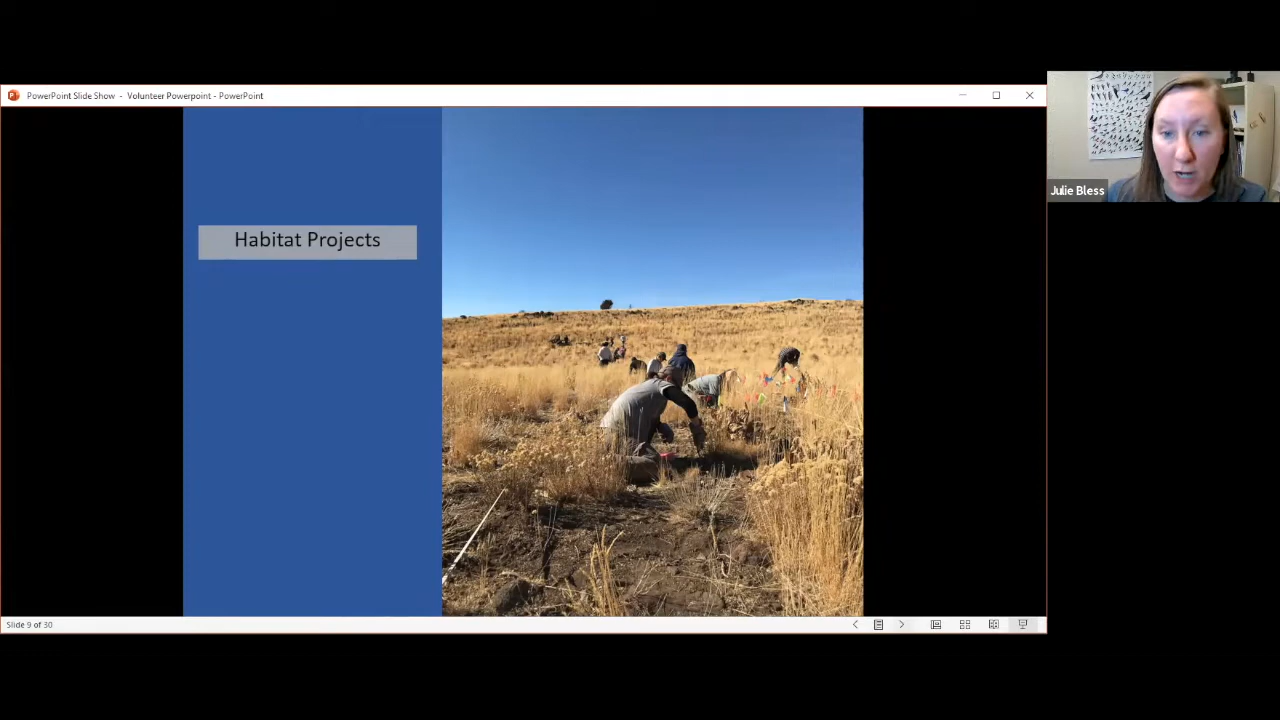 PowerPoint Slide Show - Volunteer Powerpoint - PowerPoint
Habitat Projects
Julie Bless
Slide 9 of 30